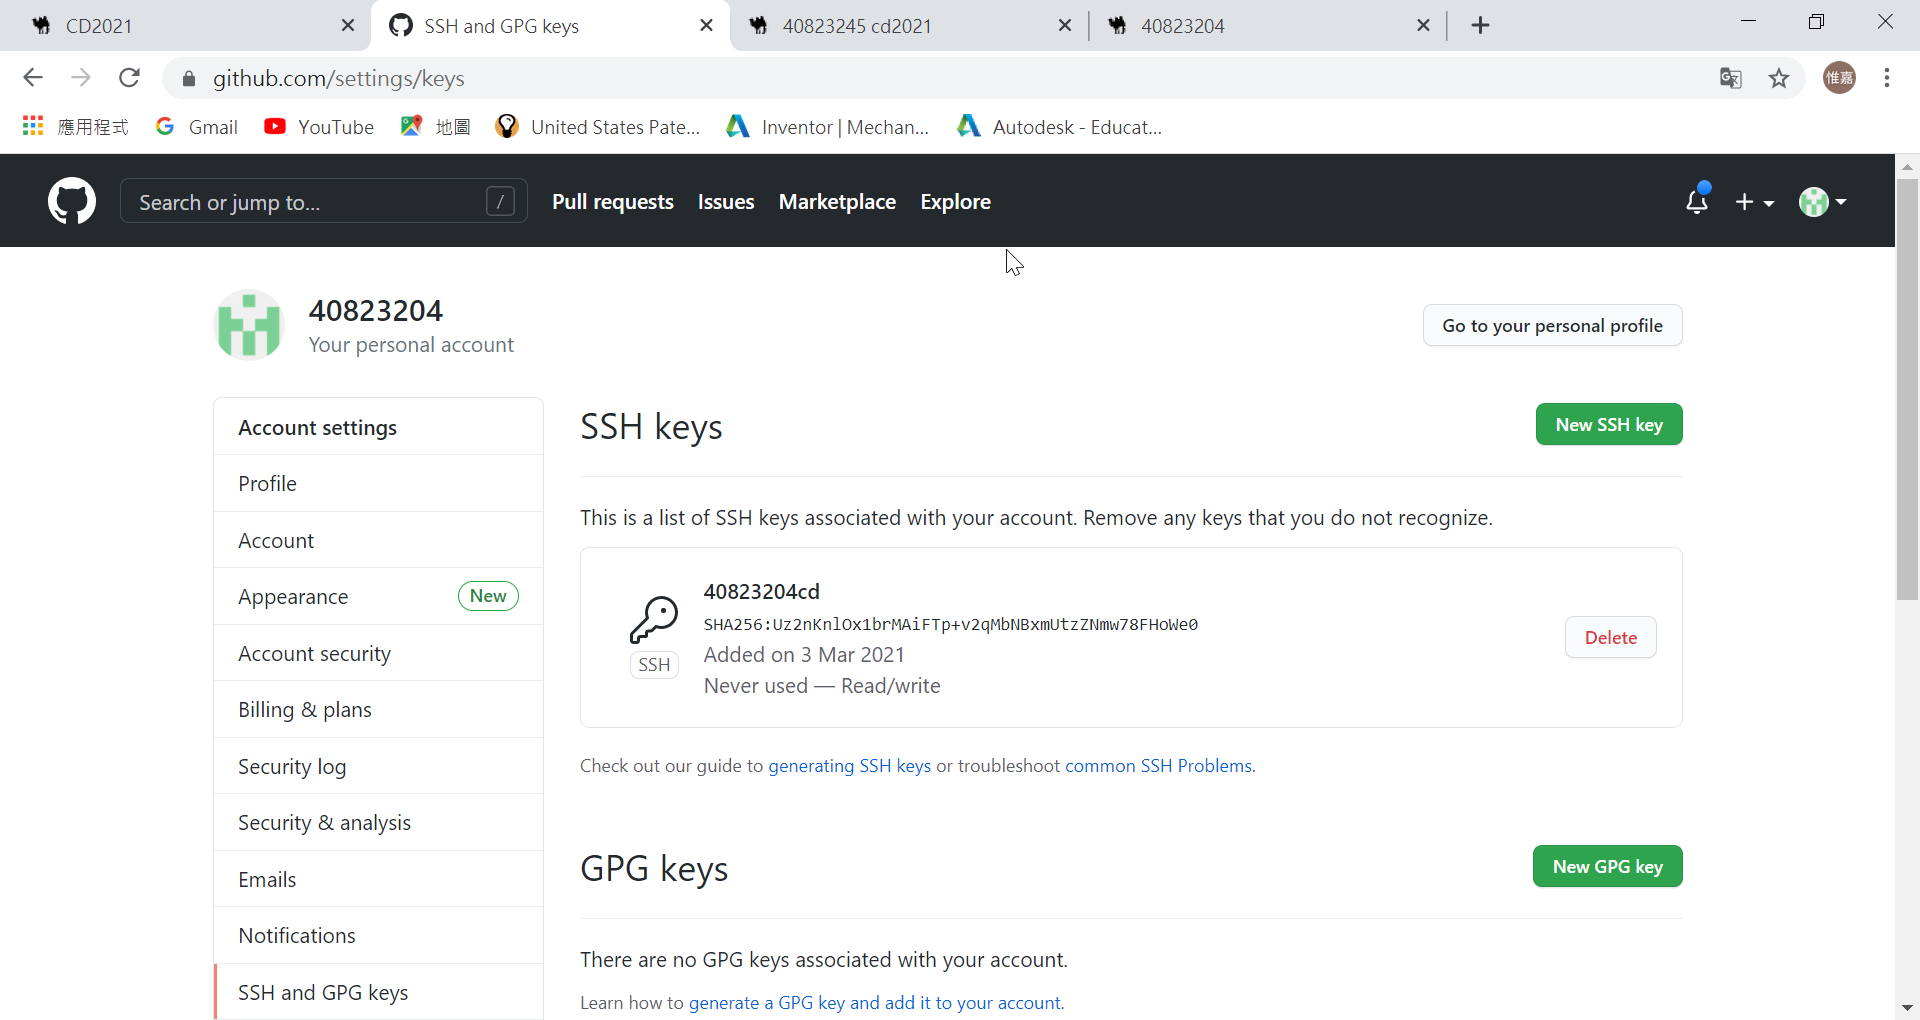 CD2021
SSH and GPG keys
40823245 cd2021
40823204
github.com/settings/keys
惟嘉
應用程式
Gmail
YouTube
地圖
United States Pate...
Inventor | Mechan...
Autodesk - Educat...
Search or jump to...
/
Pull requests
Issues
Marketplace
Explore
40823204
Your personal account
Go to your personal profile
Account settings
Profile
Account
Appearance
New
Account security
Billing & plans
Security log
Security & analysis
Emails
Notifications
SSH and GPG keys
SSH keys
New SSH key
This is a list of SSH keys associated with your account. Remove any keys that you do not recognize.
40823204cd
SHA256:Uz2nKnlOx1brMAiFTp+v2qMbNBxmUtzZNmw78FHoWe0
SSH
Added on 3 Mar 2021
Never used — Read/write
Delete
Check out our guide to generating SSH keys or troubleshoot common SSH Problems.
GPG keys
New GPG key
There are no GPG keys associated with your account.
Learn how to generate a GPG key and add it to your account.